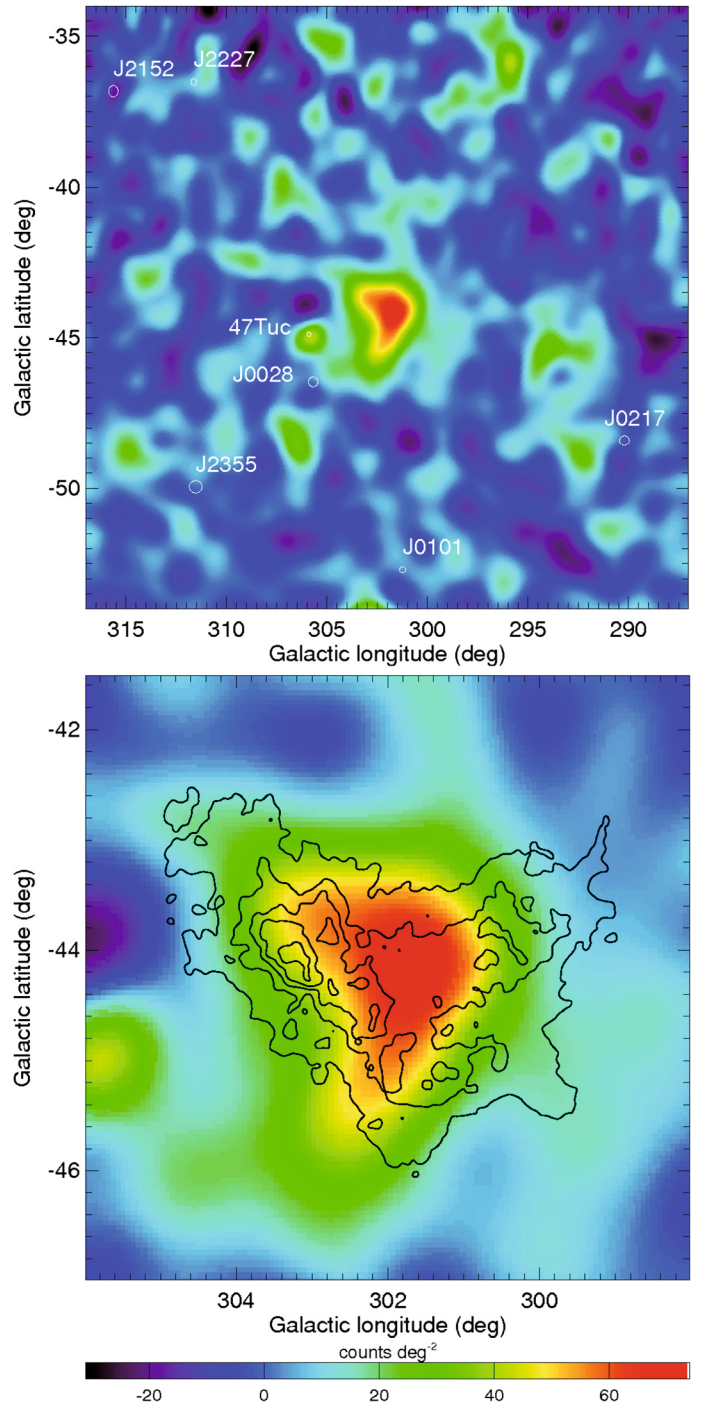 -35
J2152
J2227
-40
Galactic latitude (deg)
-45
47Tuc
J0028
J0217
J2355
-50
J0101
315 310 305 300 295 290
Galactic longitude (deg)
-42
Galactic latitude (deg)
-44
-46
304 302 300
Galactic longitude (deg)
counts deg-2
-20 0 20 40 60